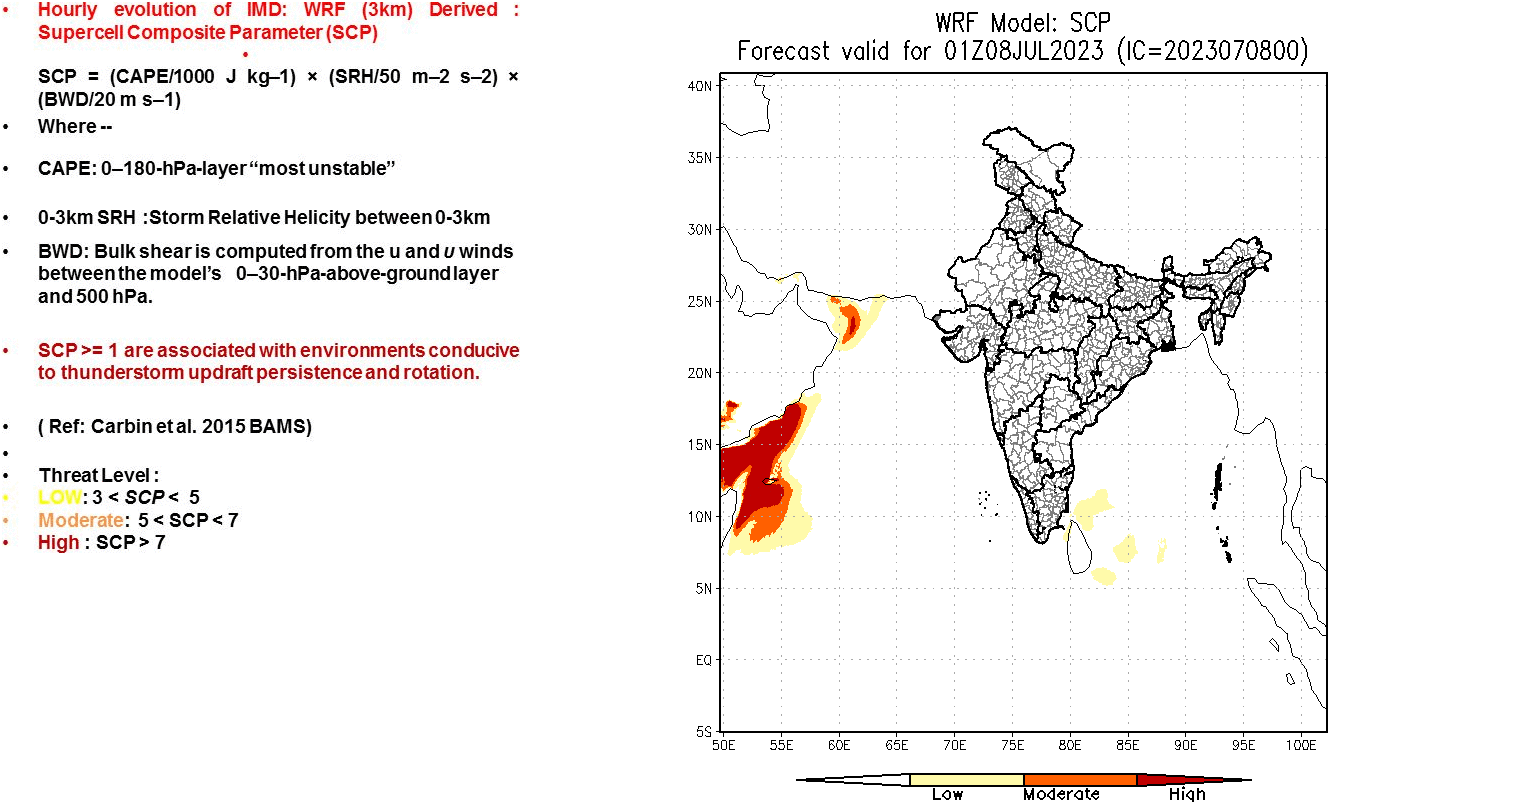 • Hourly evolution of IMD: WRF (3km) Derived :
Supercell Composite Parameter (SCP)
•
SCP = (CAPE/1000 J kg–1) × (SRH/50 m–2 s–2) ×
(BWD/20 m s–1)
• Where --
• CAPE: 0–180-hPa-layer “most unstable”
• 0-3km SRH :Storm Relative Helicity between 0-3km
• BWD: Bulk shear is computed from the u and υ winds
between the model’s 0–30-hPa-above-ground layer
and 500 hPa.
• SCP >= 1 are associated with environments conducive
to thunderstorm updraft persistence and rotation.
• ( Ref: Carbin et al. 2015 BAMS)
•
• Threat Level :
• LOW: 3 < SCP < 5
• Moderate: 5 < SCP < 7
• High : SCP > 7
WRF Model: SCP
Forecast valid for 01Z08JUL2023 (IC=2023070800)
40N
35N
30N
25N
20N
15N
10N
5N
EQ
5S
50E 55E 60E 65E 70E 75E 80E 85E 90E 95E 100E
Low Moderate High